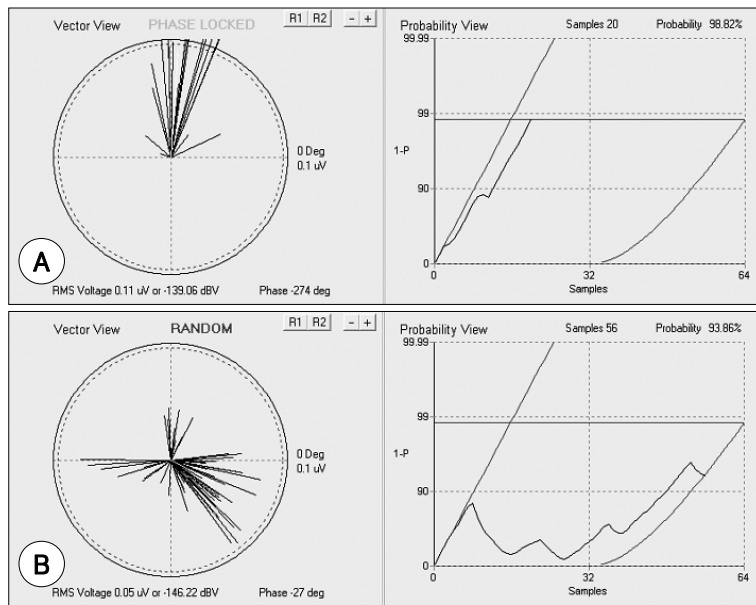 Vector View PHASE LOCKED R1 R2 - +
0 Deg
0.1 uV
A
RMS Voltage 0.11 uV or -139.06 dBV Phase -274 deg
Probability View Samples 20 Probability 98.82%
99.99
99
1-P
90
0
0 32 64
Samples
Vector View RANDOM R1 R2 - +
0 Deg
0.1 uV
B
RMS Voltage 0.05 uV or -146.22 dBV Phase -27 deg
Probability View Samples 56 Probability 93.86%
99.99
99
1-P
90
0
0 32 64
Samples